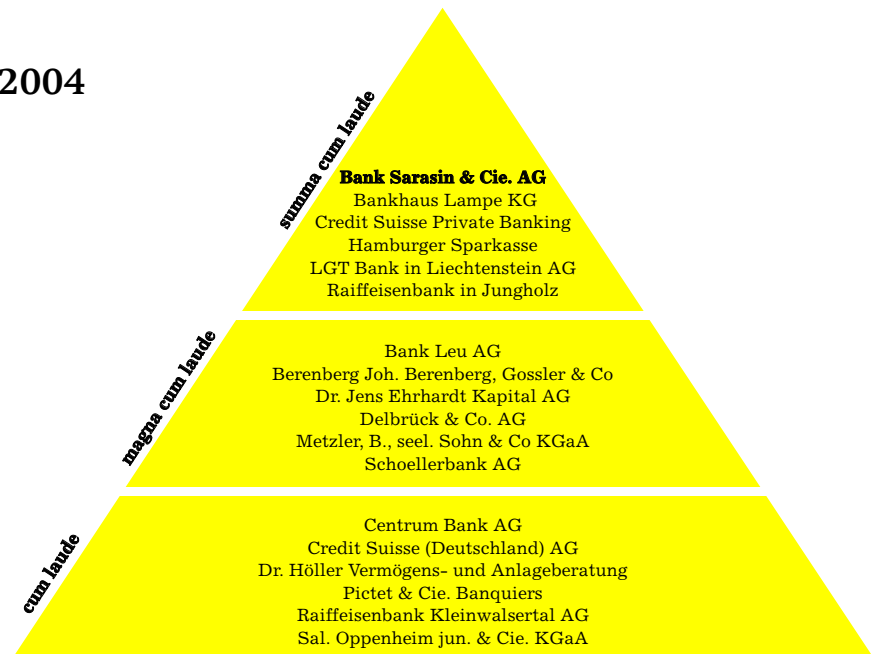 2004
summa cum laude
Bank Sarasin & Cie. AG
Bankhaus Lampe KG
Credit Suisse Private Banking
Hamburger Sparkasse
LGT Bank in Liechtenstein AG
Raiffeisenbank in Jungholz
magna cum laude
Bank Leu AG
Berenberg Joh. Berenberg, Gossler & Co
Dr. Jens Ehrhardt Kapital AG
Delbrück & Co. AG
Metzler, B., seel. Sohn & Co KGaA
Schoellerbank AG
cum laude
Centrum Bank AG
Credit Suisse (Deutschland) AG
Dr. Höller Vermögens- und Anlageberatung
Pictet & Cie. Banquiers
Raiffeisenbank Kleinwalsertal AG
Sal. Oppenheim jun. & Cie. KGaA